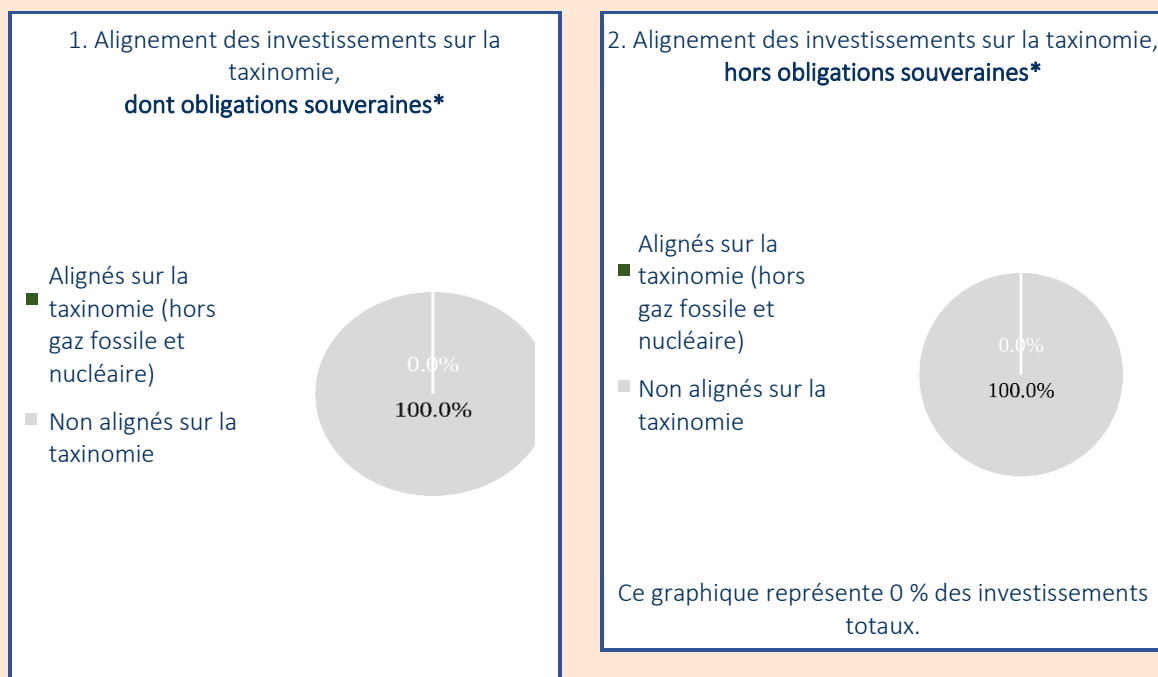 1. Alignement des investissements sur la
taxinomie,
dont obligations souveraines*
Alignés sur la
taxinomie (hors
gaz fossile et
nucléaire)
Non alignés sur la
taxinomie
0.0%
100.0%
2. Alignement des investissements sur la taxinomie,
hors obligations souveraines*
Alignés sur la
taxinomie (hors
gaz fossile et
nucléaire)
Non alignés sur la
taxinomie
0.0%
100.0%
Ce graphique représente 0 % des investissements
totaux.